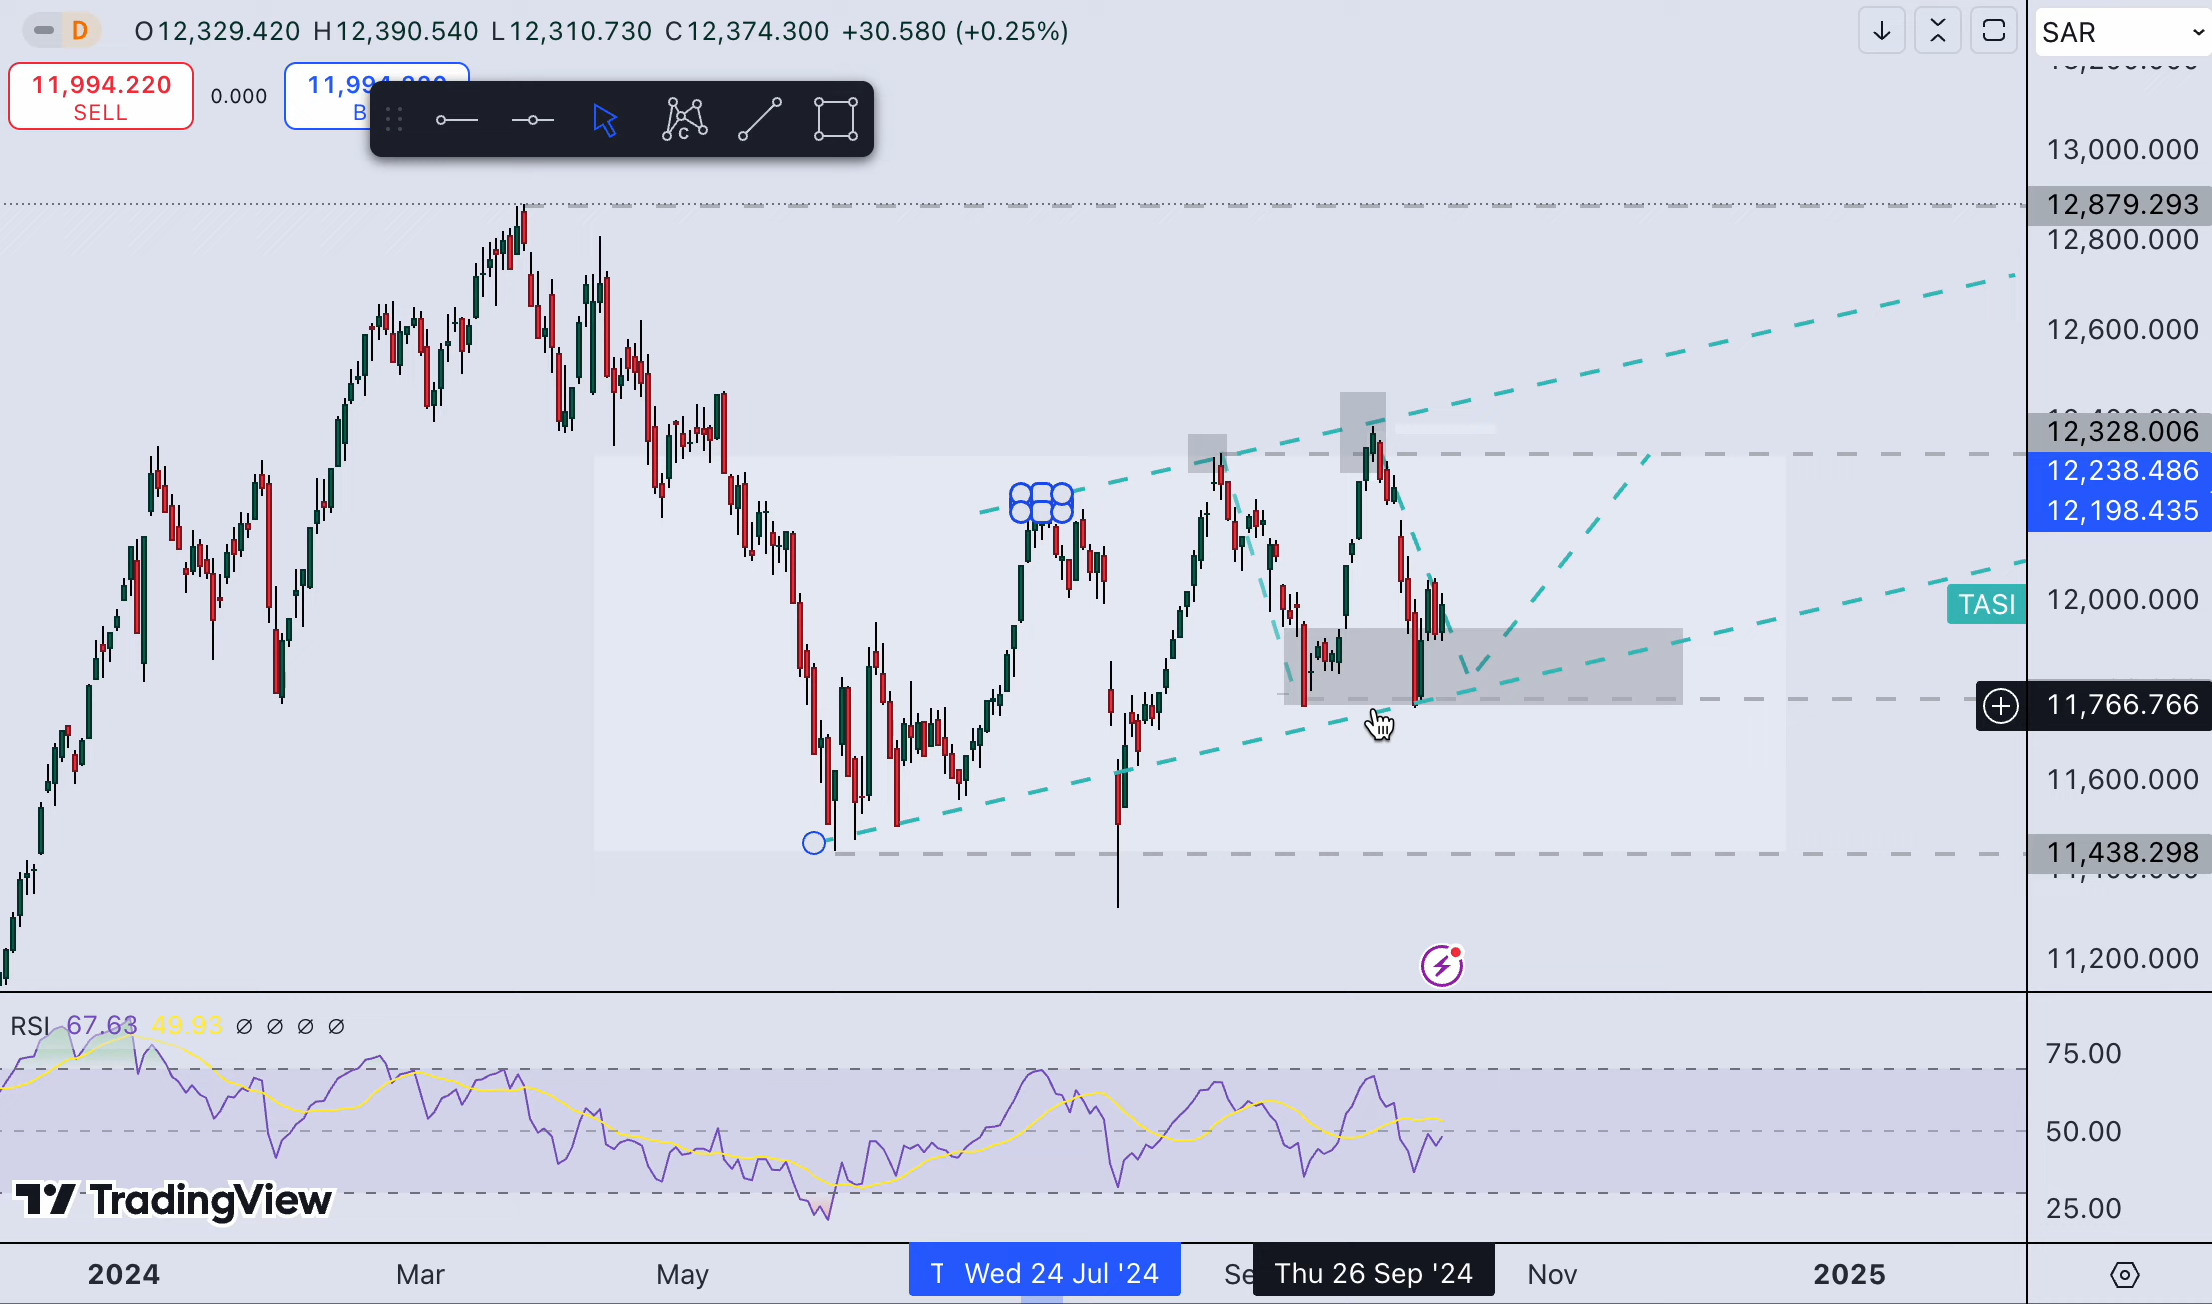 D O12,329.420 H12,390.540 L12,310.730 C12,374.300 +30.580 (+0.25%)
SAR
11,994.220
SELL
0.000
13,000.000
12,879.293
12,800.000
12,600.000
12,328.006
12,238.486
12,198.435
TASI
12,000.000
11,766.766
11,600.000
11,438.298
11,200.000
RSI 67.63 49.93 ∅ ∅ ∅ ∅
75.00
50.00
25.00
TradingView
2024 Mar May T Wed 24 Jul '24 Se Thu 26 Sep '24 Nov 2025